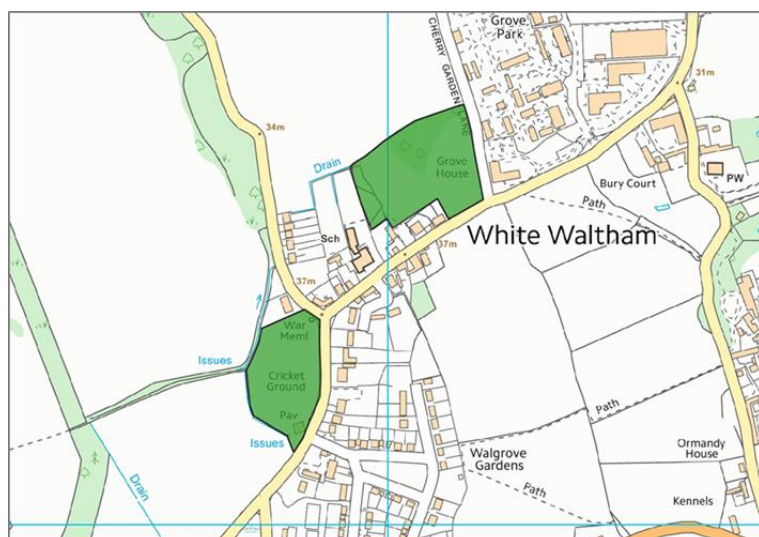 Grove
Park
CHERRY GARDEN LANE
31m
34m
Drain
Grove
House
PW
Bury Court
Path
Sch
37m
White Waltham
37m
War
Meml
Issues
Cricket
Ground
Pav
Issues
Path
Walgrove
Gardens
Ormandy
House
Drain
Path
Kennels